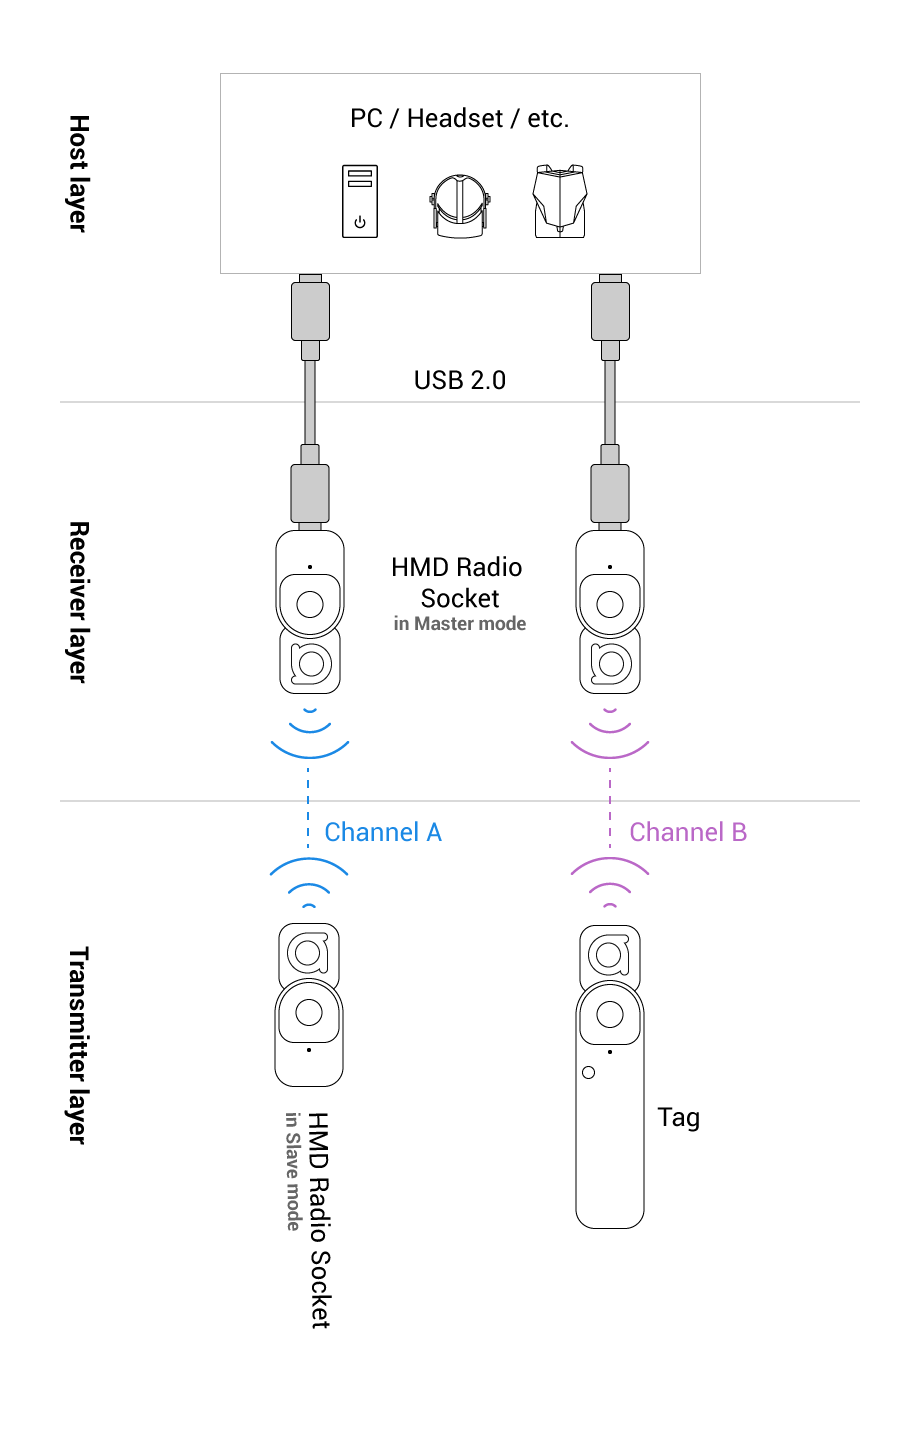 Host layer
PC / Headset / etc.
USB 2.0
Receiver layer
HMD Radio
Socket
in Master mode
Channel A
Channel B
Transmitter layer
HMD Radio Socket
in Slave mode
Tag